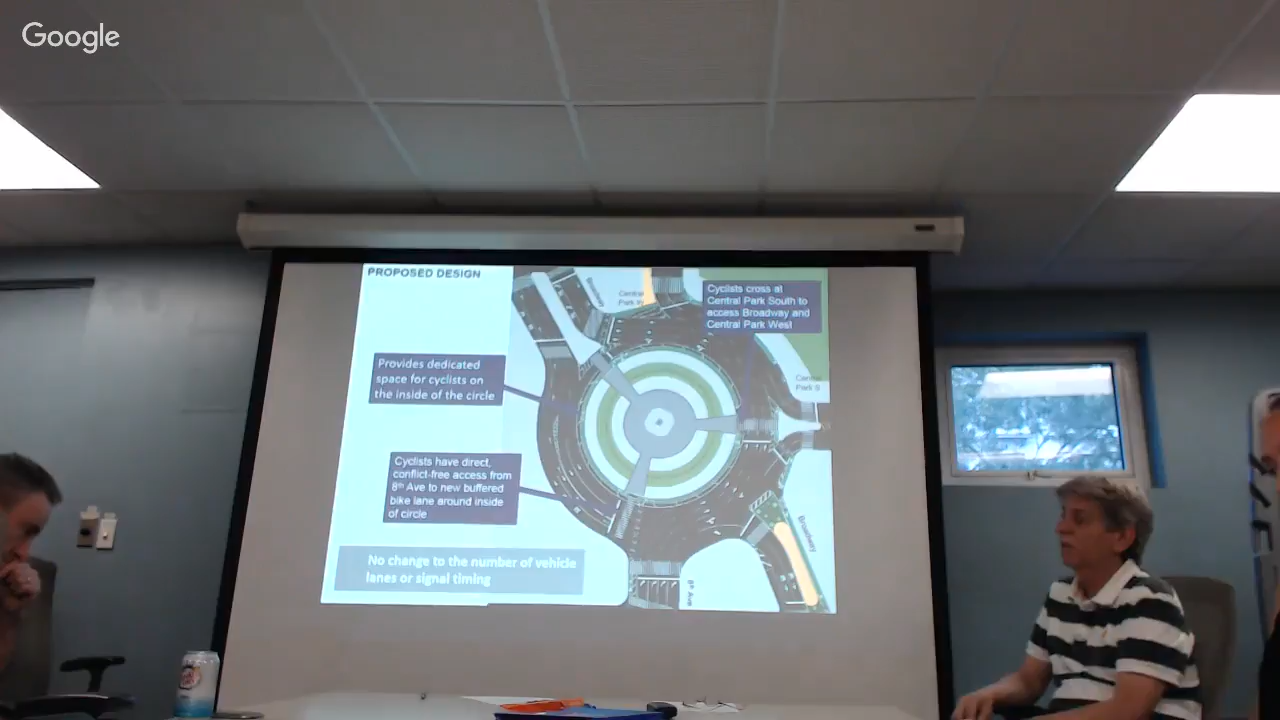 Google
PROPOSED DESIGN
Central
Cyclists cross at
Central Park South to
access Broadway and
Central Park West
Provides dedicated
space for cyclists on
the inside of the circle
Central
Park S
Cyclists have direct,
conflict-free access from
8th Ave to new buffered
bike lane around inside
of circle
Broadway
No change to the number of vehicle
lanes or signal timing
8th Ave